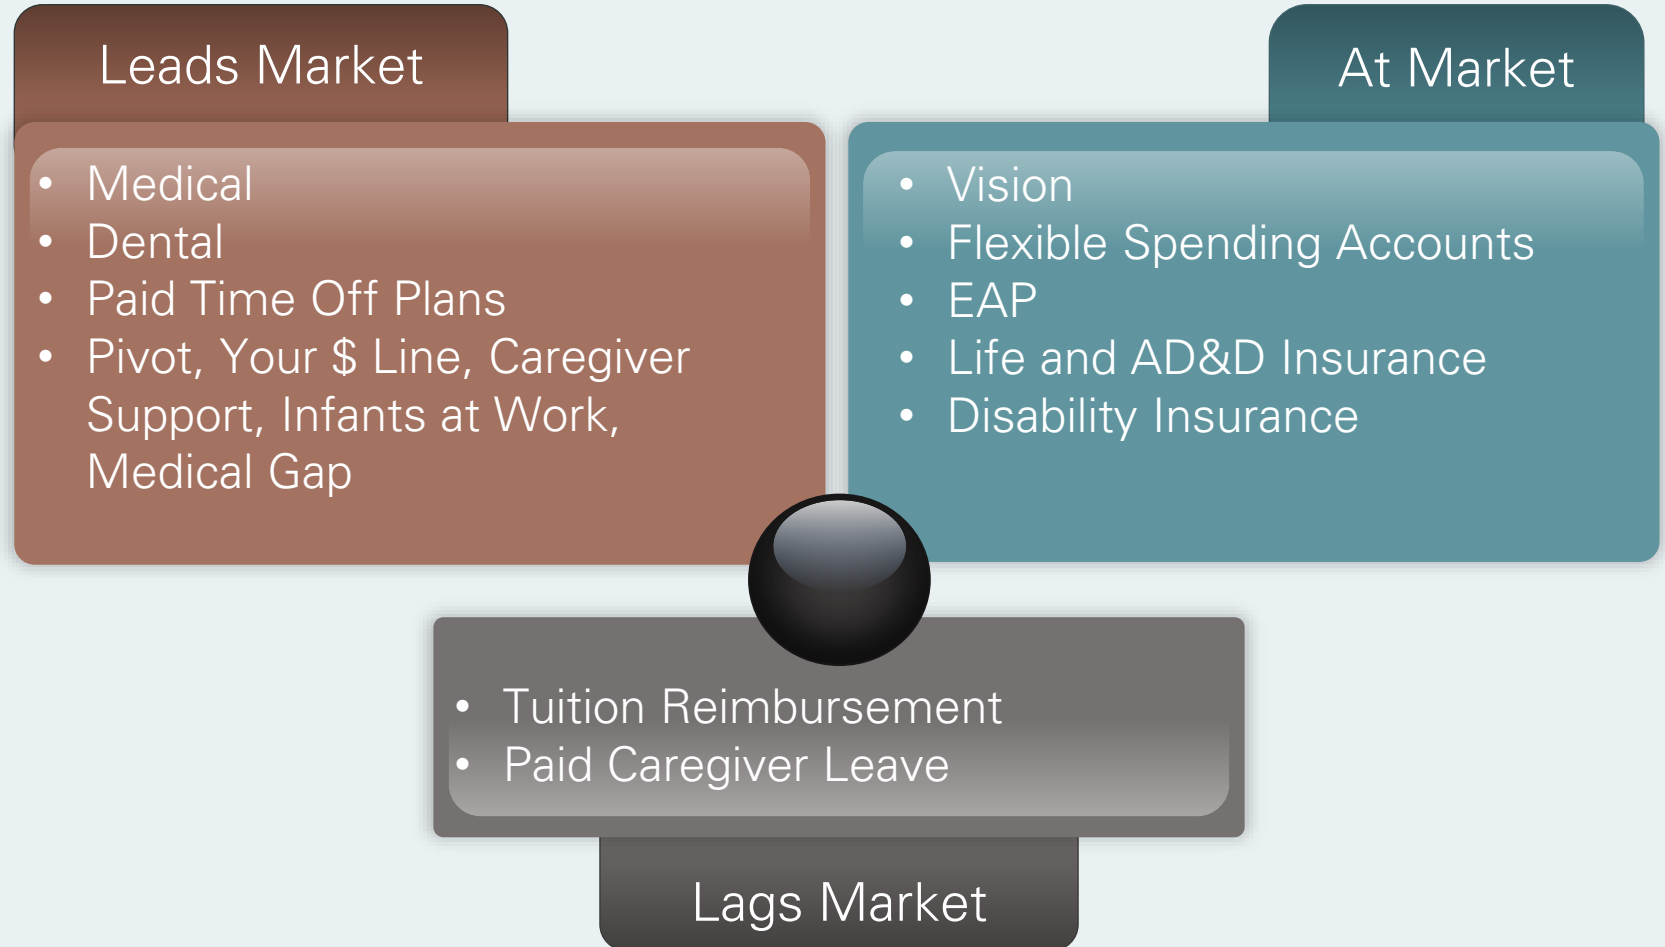 Leads Market
• Medical
• Dental
• Paid Time Off Plans
• Pivot, Your $ Line, Caregiver
Support, Infants at Work,
Medical Gap
At Market
• Vision
• Flexible Spending Accounts
• EAP
• Life and AD&D Insurance
• Disability Insurance
• Tuition Reimbursement
• Paid Caregiver Leave
Lags Market